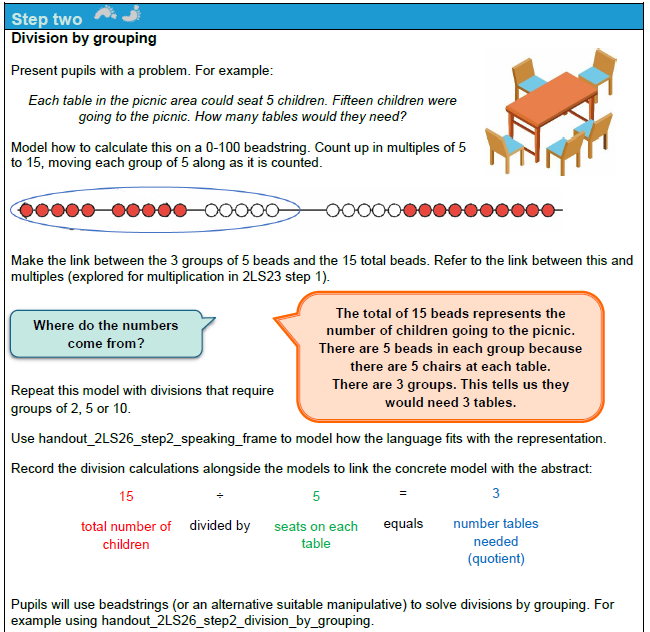 Step two
Division by grouping
Present pupils with a problem. For example:
Each table in the picnic area could seat 5 children. Fifteen children were
going to the picnic. How many tables would they need?
Model how to calculate this on a 0-100 beadstring. Count up in multiples of 5
to 15, moving each group of 5 along as it is counted.
Make the link between the 3 groups of 5 beads and the 15 total beads. Refer to the link between this and
multiples (explored for multiplication in 2LS23 step 1).
Where do the numbers
come from?
The total of 15 beads represents the
number of children going to the picnic.
There are 5 beads in each group because
there are 5 chairs at each table.
There are 3 groups. This tells us they
would need 3 tables.
Repeat this model with divisions that require
groups of 2, 5 or 10.
Use handout_2LS26_step2_speaking_frame to model how the language fits with the representation.
Record the division calculations alongside the models to link the concrete model with the abstract:
15 ÷ 5 = 3
total number of divided by seats on each equals number tables
children table needed
(quotient)
Pupils will use beadstrings (or an alternative suitable manipulative) to solve divisions by grouping. For
example using handout_2LS26_step2_division_by_grouping.